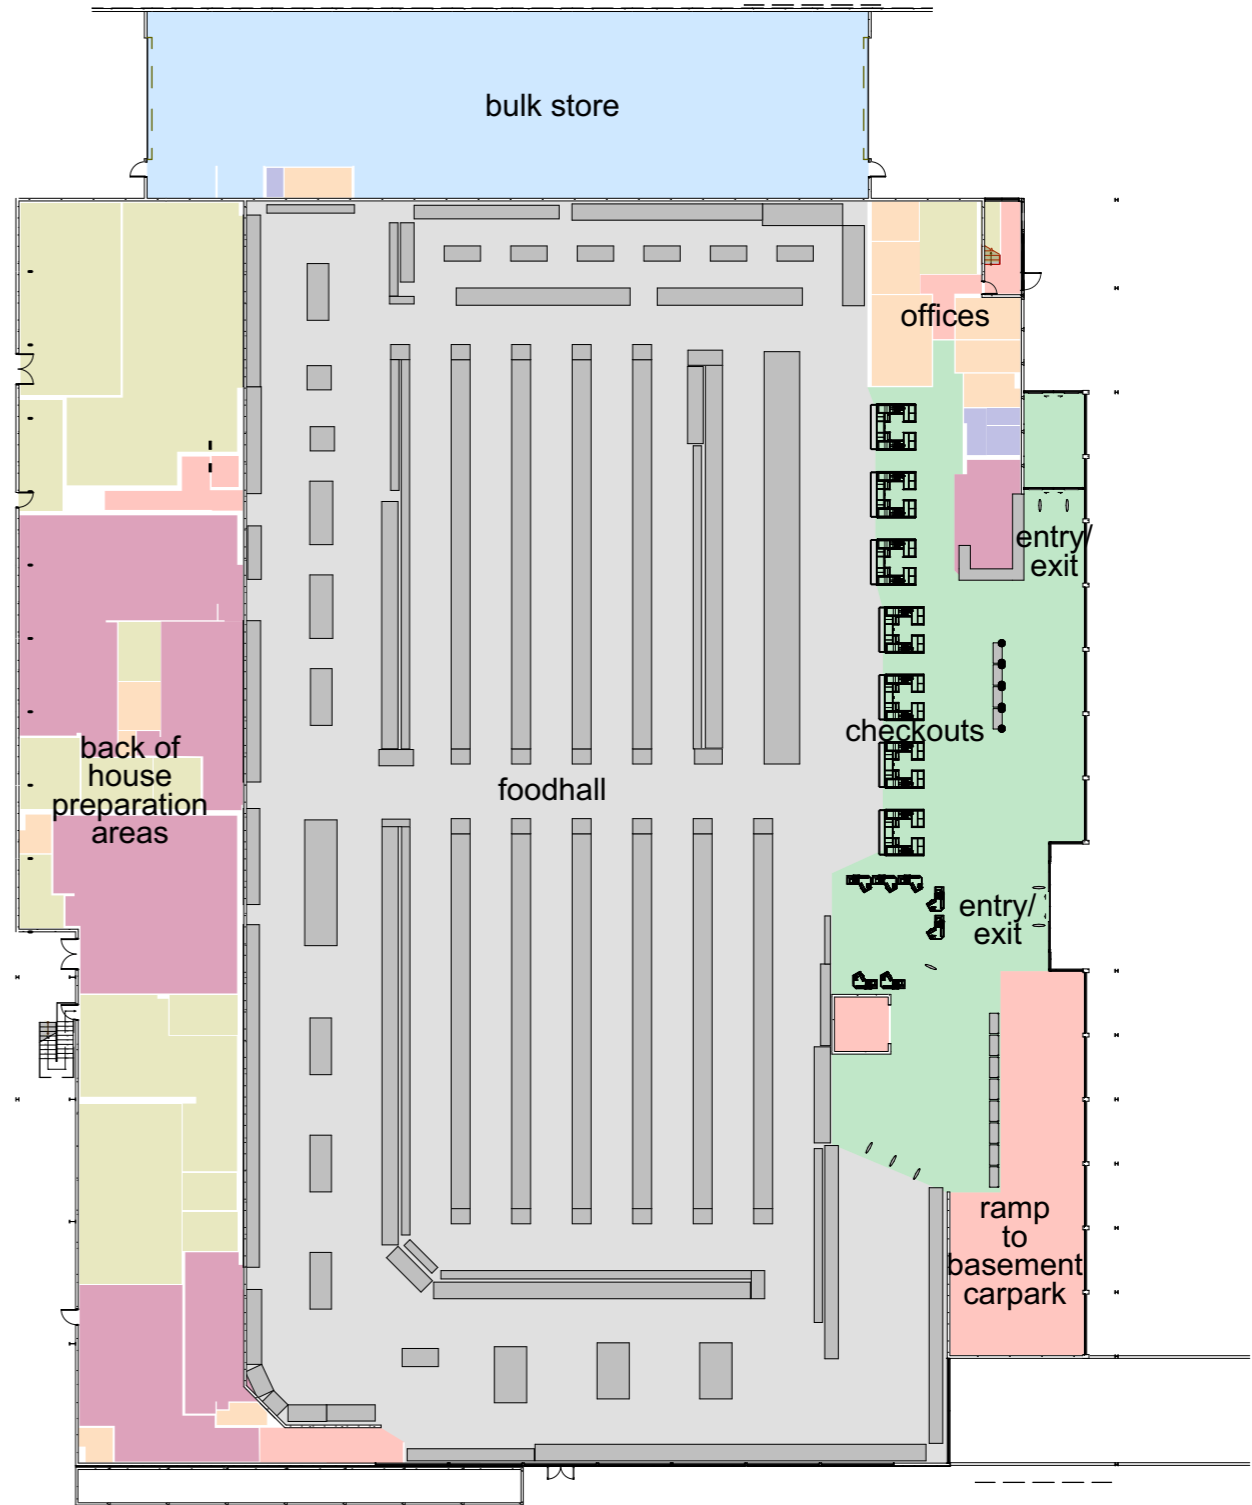 bulk store
offices
entry/
exit
checkouts
back of
house
preparation
areas
foodhall
entry/
exit
ramp
to
basement
carpark